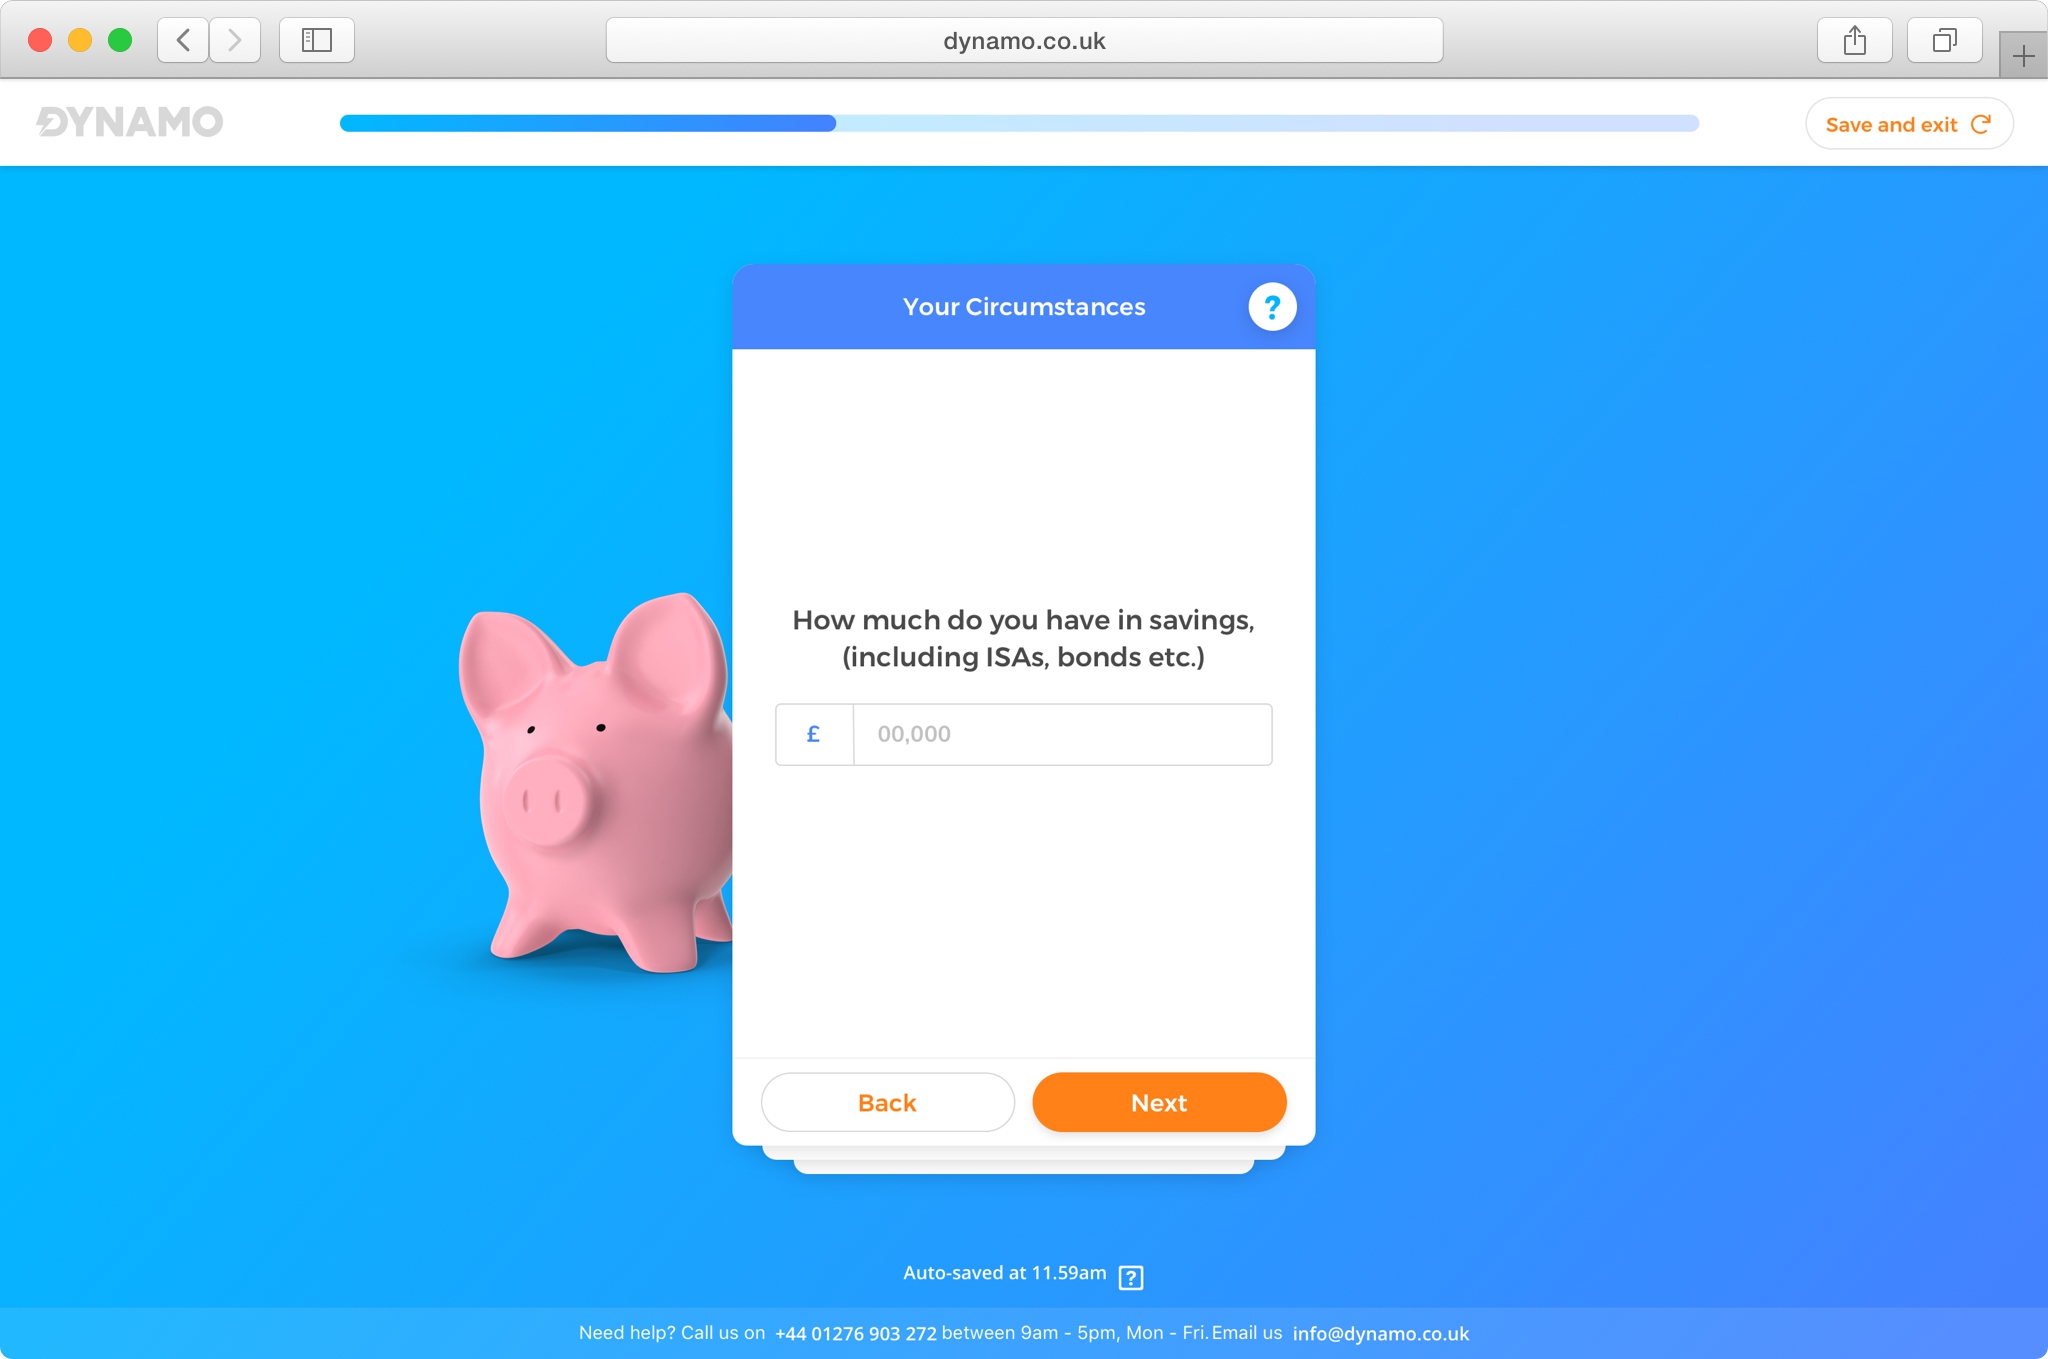 dynamo.co.uk
DYNAMO
Save and exit
Your Circumstances
?
How much do you have in savings,
(including ISAs, bonds etc.)
£ 00,000
Back
Next
Auto-saved at 11.59am ?
Need help? Call us on +44 01276 903 272 between 9am - 5pm, Mon - Fri. Email us info@dynamo.co.uk